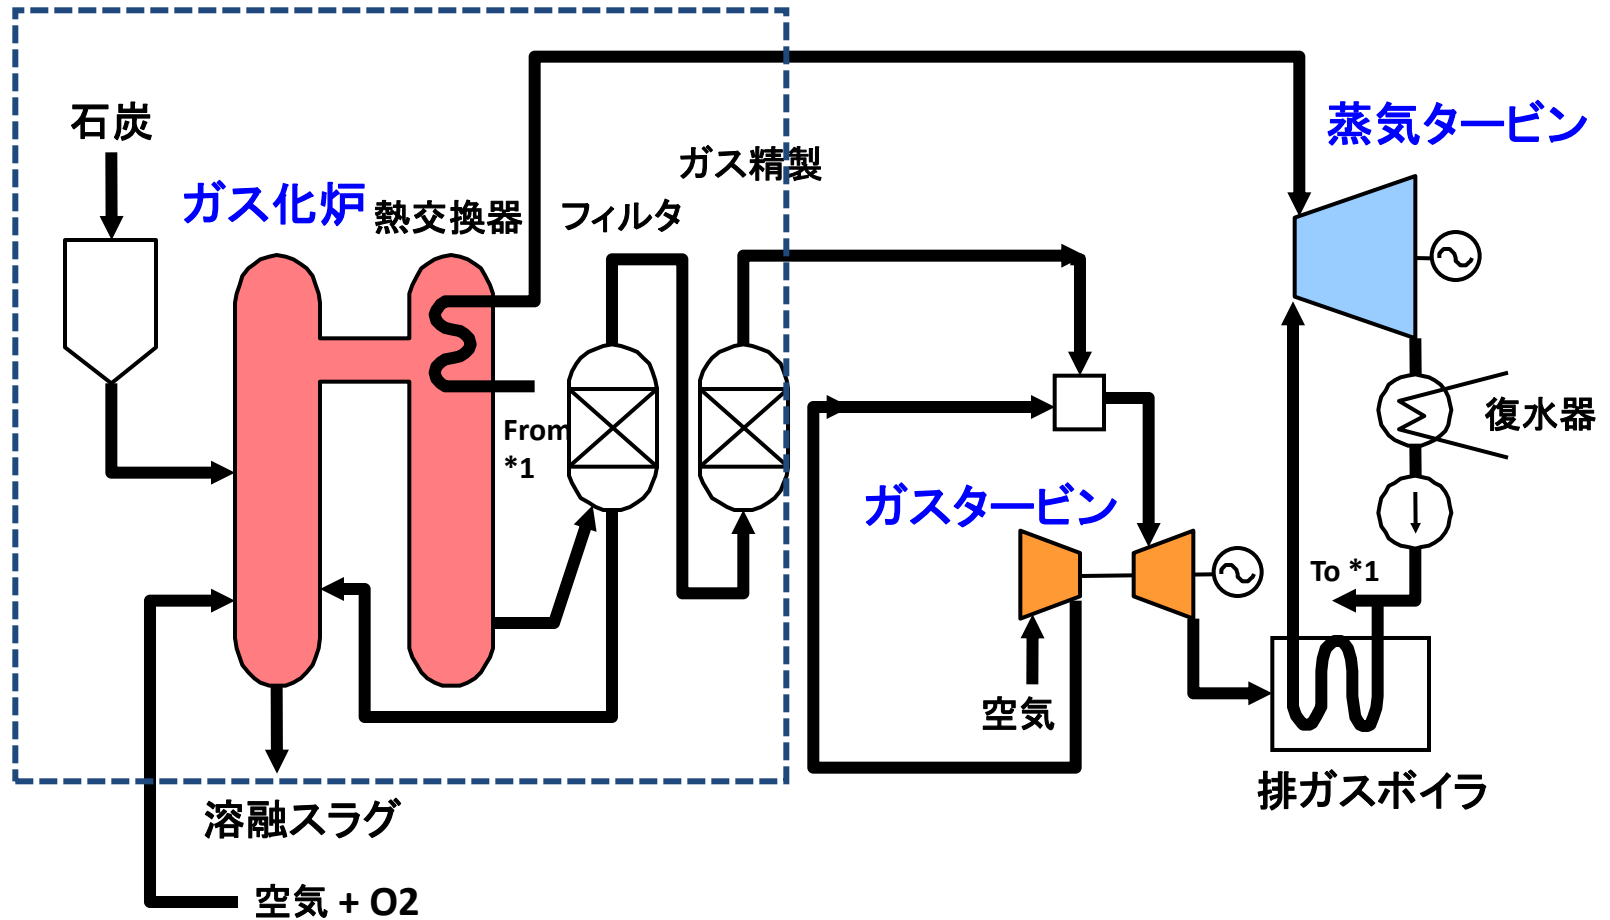 石炭
蒸気タービン
ガス精製
ガス化炉
熱交換器
フィルタ
From
*1
復水器
ガスタービン
To *1
空気
排ガスボイラ
溶融スラグ
空気 + O2